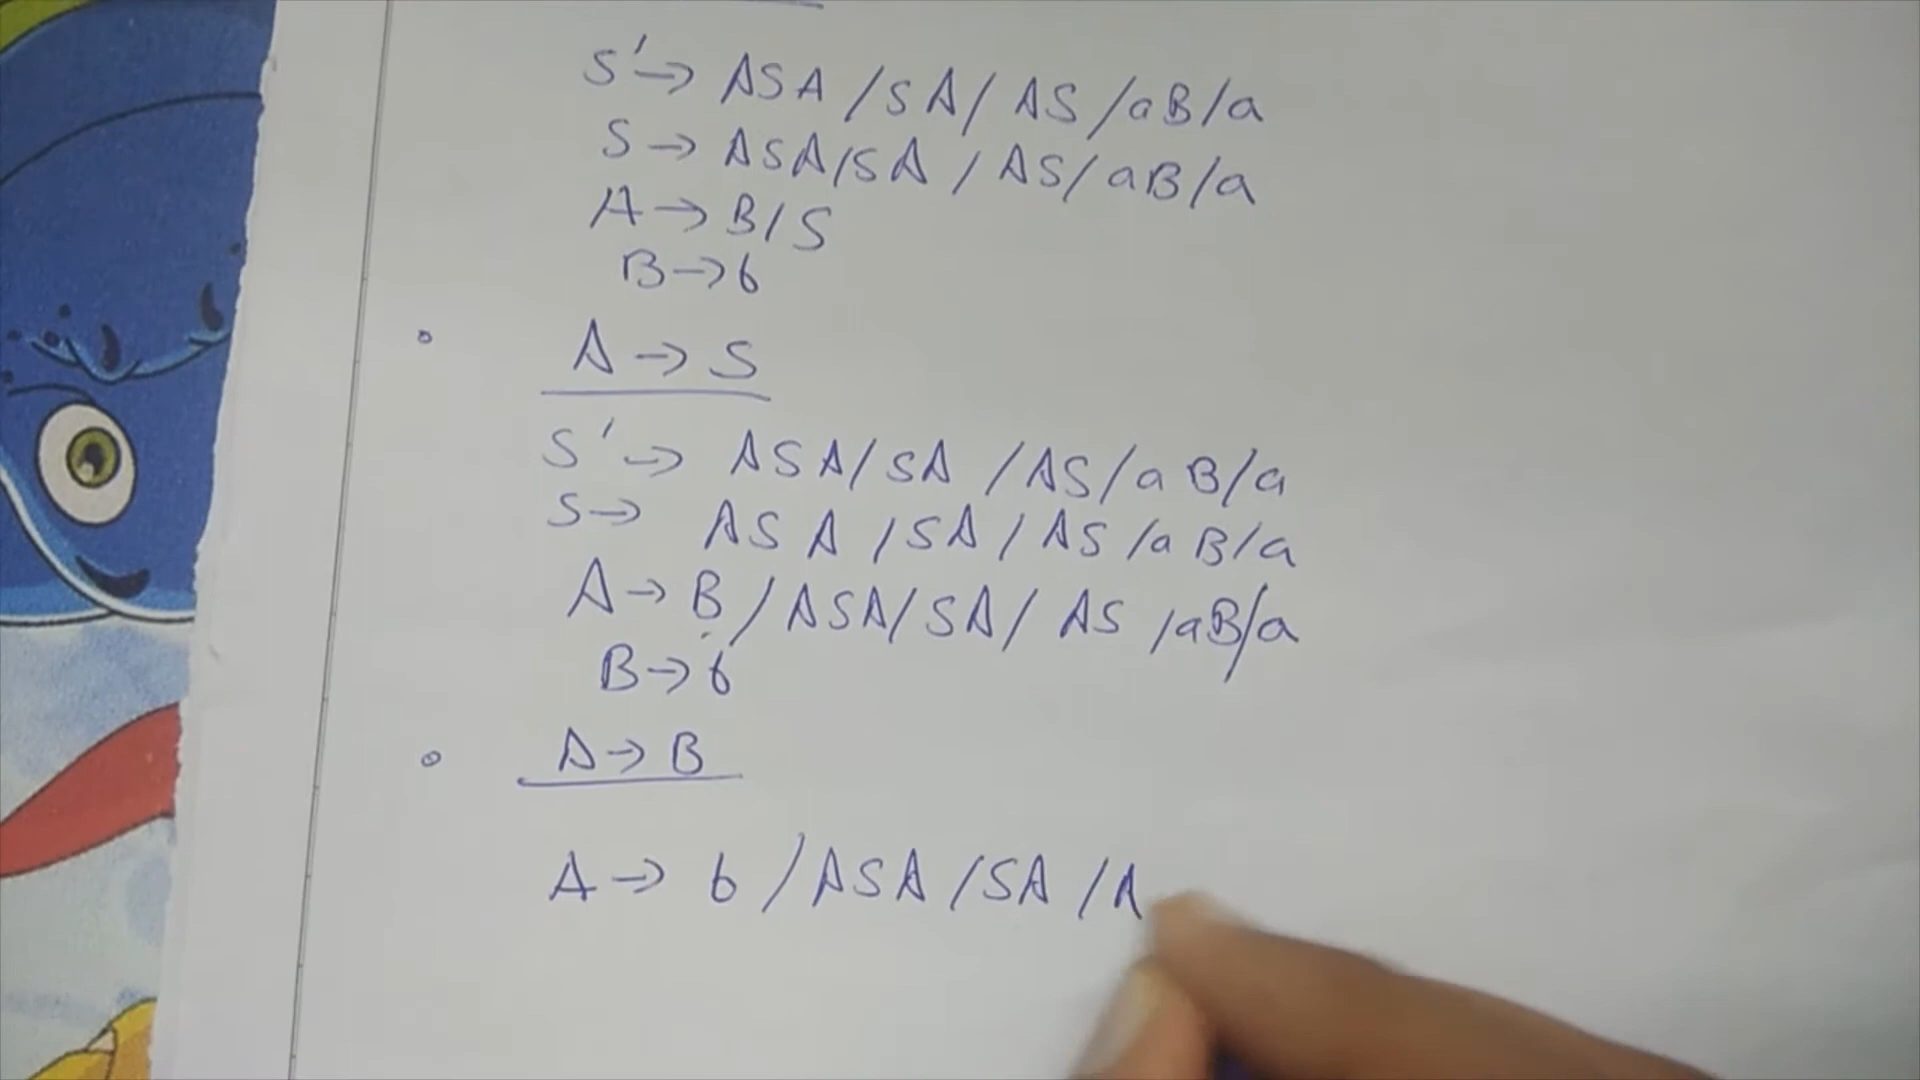 S' → ASA / SA / AS / aB / a
S → ASA / SA / AS / aB / a
A → B / S
B → b
A → S
S' → ASA / SA / AS / aB / a
S → ASA / SA / AS / aB / a
A → B / ASA / SA / AS / aB / a
B → b
A → B
A → b / ASA / SA / A